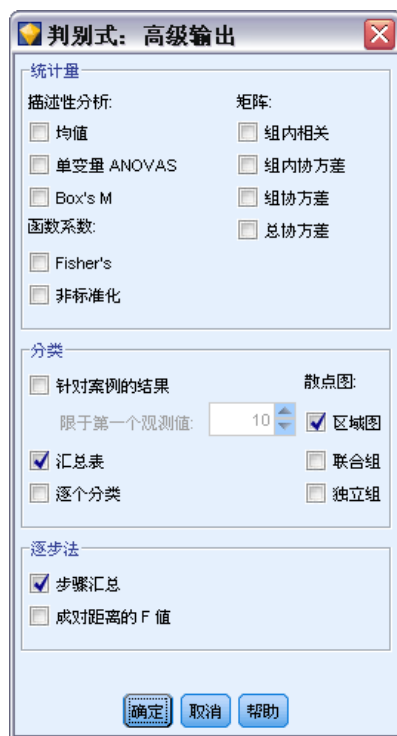 判别式：高级输出
统计量
描述性分析:
均值
单变量 ANOVAS
Box's M
函数系数:
Fisher's
非标准化
矩阵:
组内相关
组内协方差
组协方差
总协方差
分类
针对案例的结果
限于第一个观测值: 10
汇总表
逐个分类
散点图:
区域图
联合组
独立组
逐步法
步骤汇总
成对距离的 F 值
确定 取消 帮助